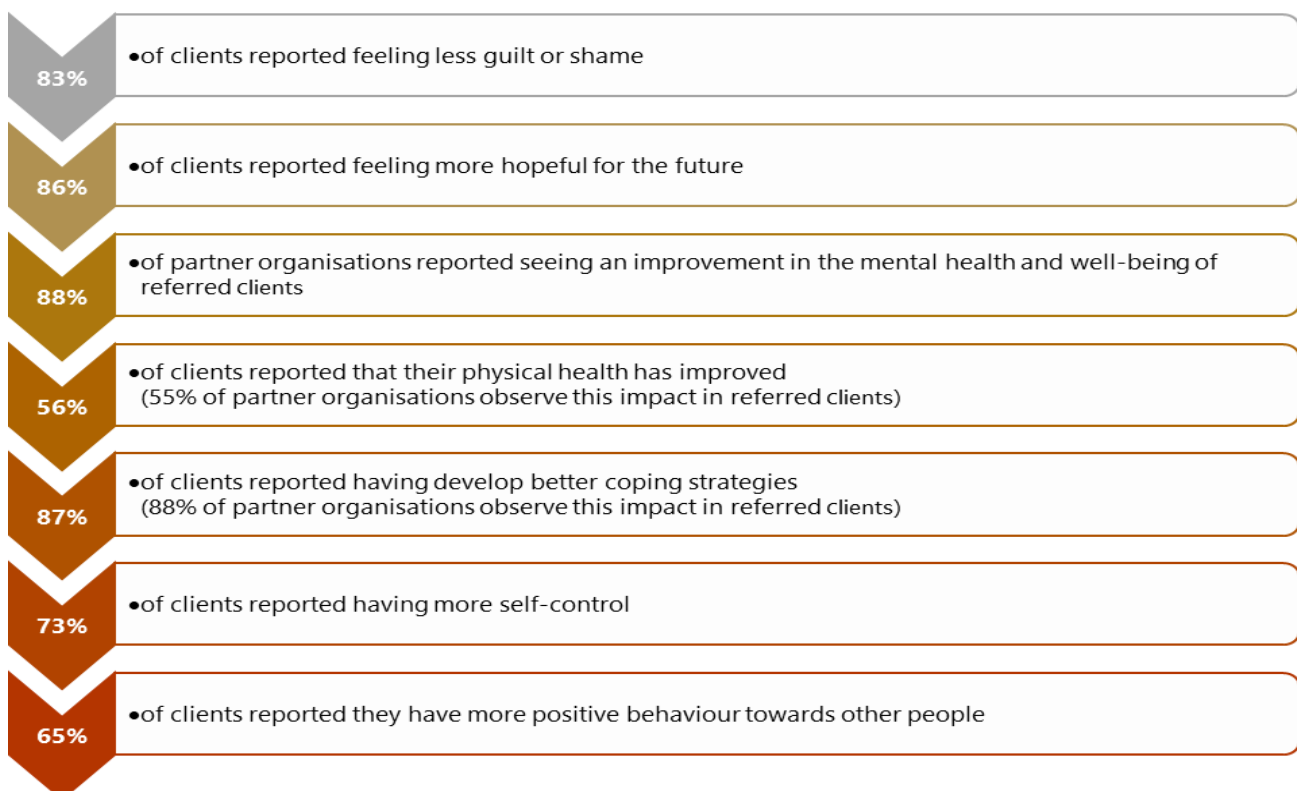 83%
•of clients reported feeling less guilt or shame
86%
•of clients reported feeling more hopeful for the future
88%
•of partner organisations reported seeing an improvement in the mental health and well-being of
referred clients
56%
•of clients reported that their physical health has improved
(55% of partner organisations observe this impact in referred clients)
87%
•of clients reported having develop better coping strategies
(88% of partner organisations observe this impact in referred clients)
73%
•of clients reported having more self-control
65%
•of clients reported they have more positive behaviour towards other people